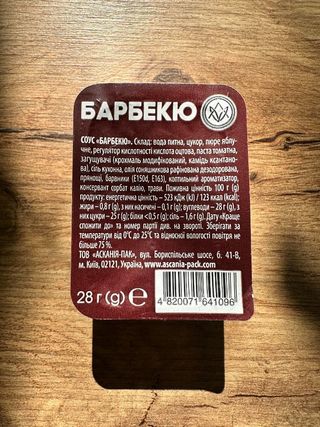 БАРБЕКЮ
СОУС «БАРБЕКЮ». Склад: вода питна, цукор, пюре яблу-
чне, регулятор кислотності кислота оцтова, паста томатна,
загущувачі (крохмаль модифікований, камідь ксантано-
ва), сіль кухонна, олія соняшникова рафінована дезодорована,
прянощі, барвники (E150d, E163), коптильний ароматизатор,
консервант сорбат калію, трави. Поживна цінність 100 г (g)
продукту: енергетична цінність – 523 кДж (kJ) / 123 ккал (kcal);
жири – 0,8 г(g), з них насичені – 0,1 г(g); вуглеводи – 28 г(g), з
них цукри – 25 г(g); білки <0,5 г(g); сіль – 1,6 г(g). Дату «Краще
спожити до» та номер партії див. на звороті. Зберігати за
температури від 0°С до 25°С та відносної вологості повітря не
більше 75 %.
ТОВ «АСКАНІЯ-ПАК», вул. Бориспільське шосе, б. 41-В,
м. Київ, 02121, Україна, www.ascania-pack.com
28 г (g) e
4 820071 641096